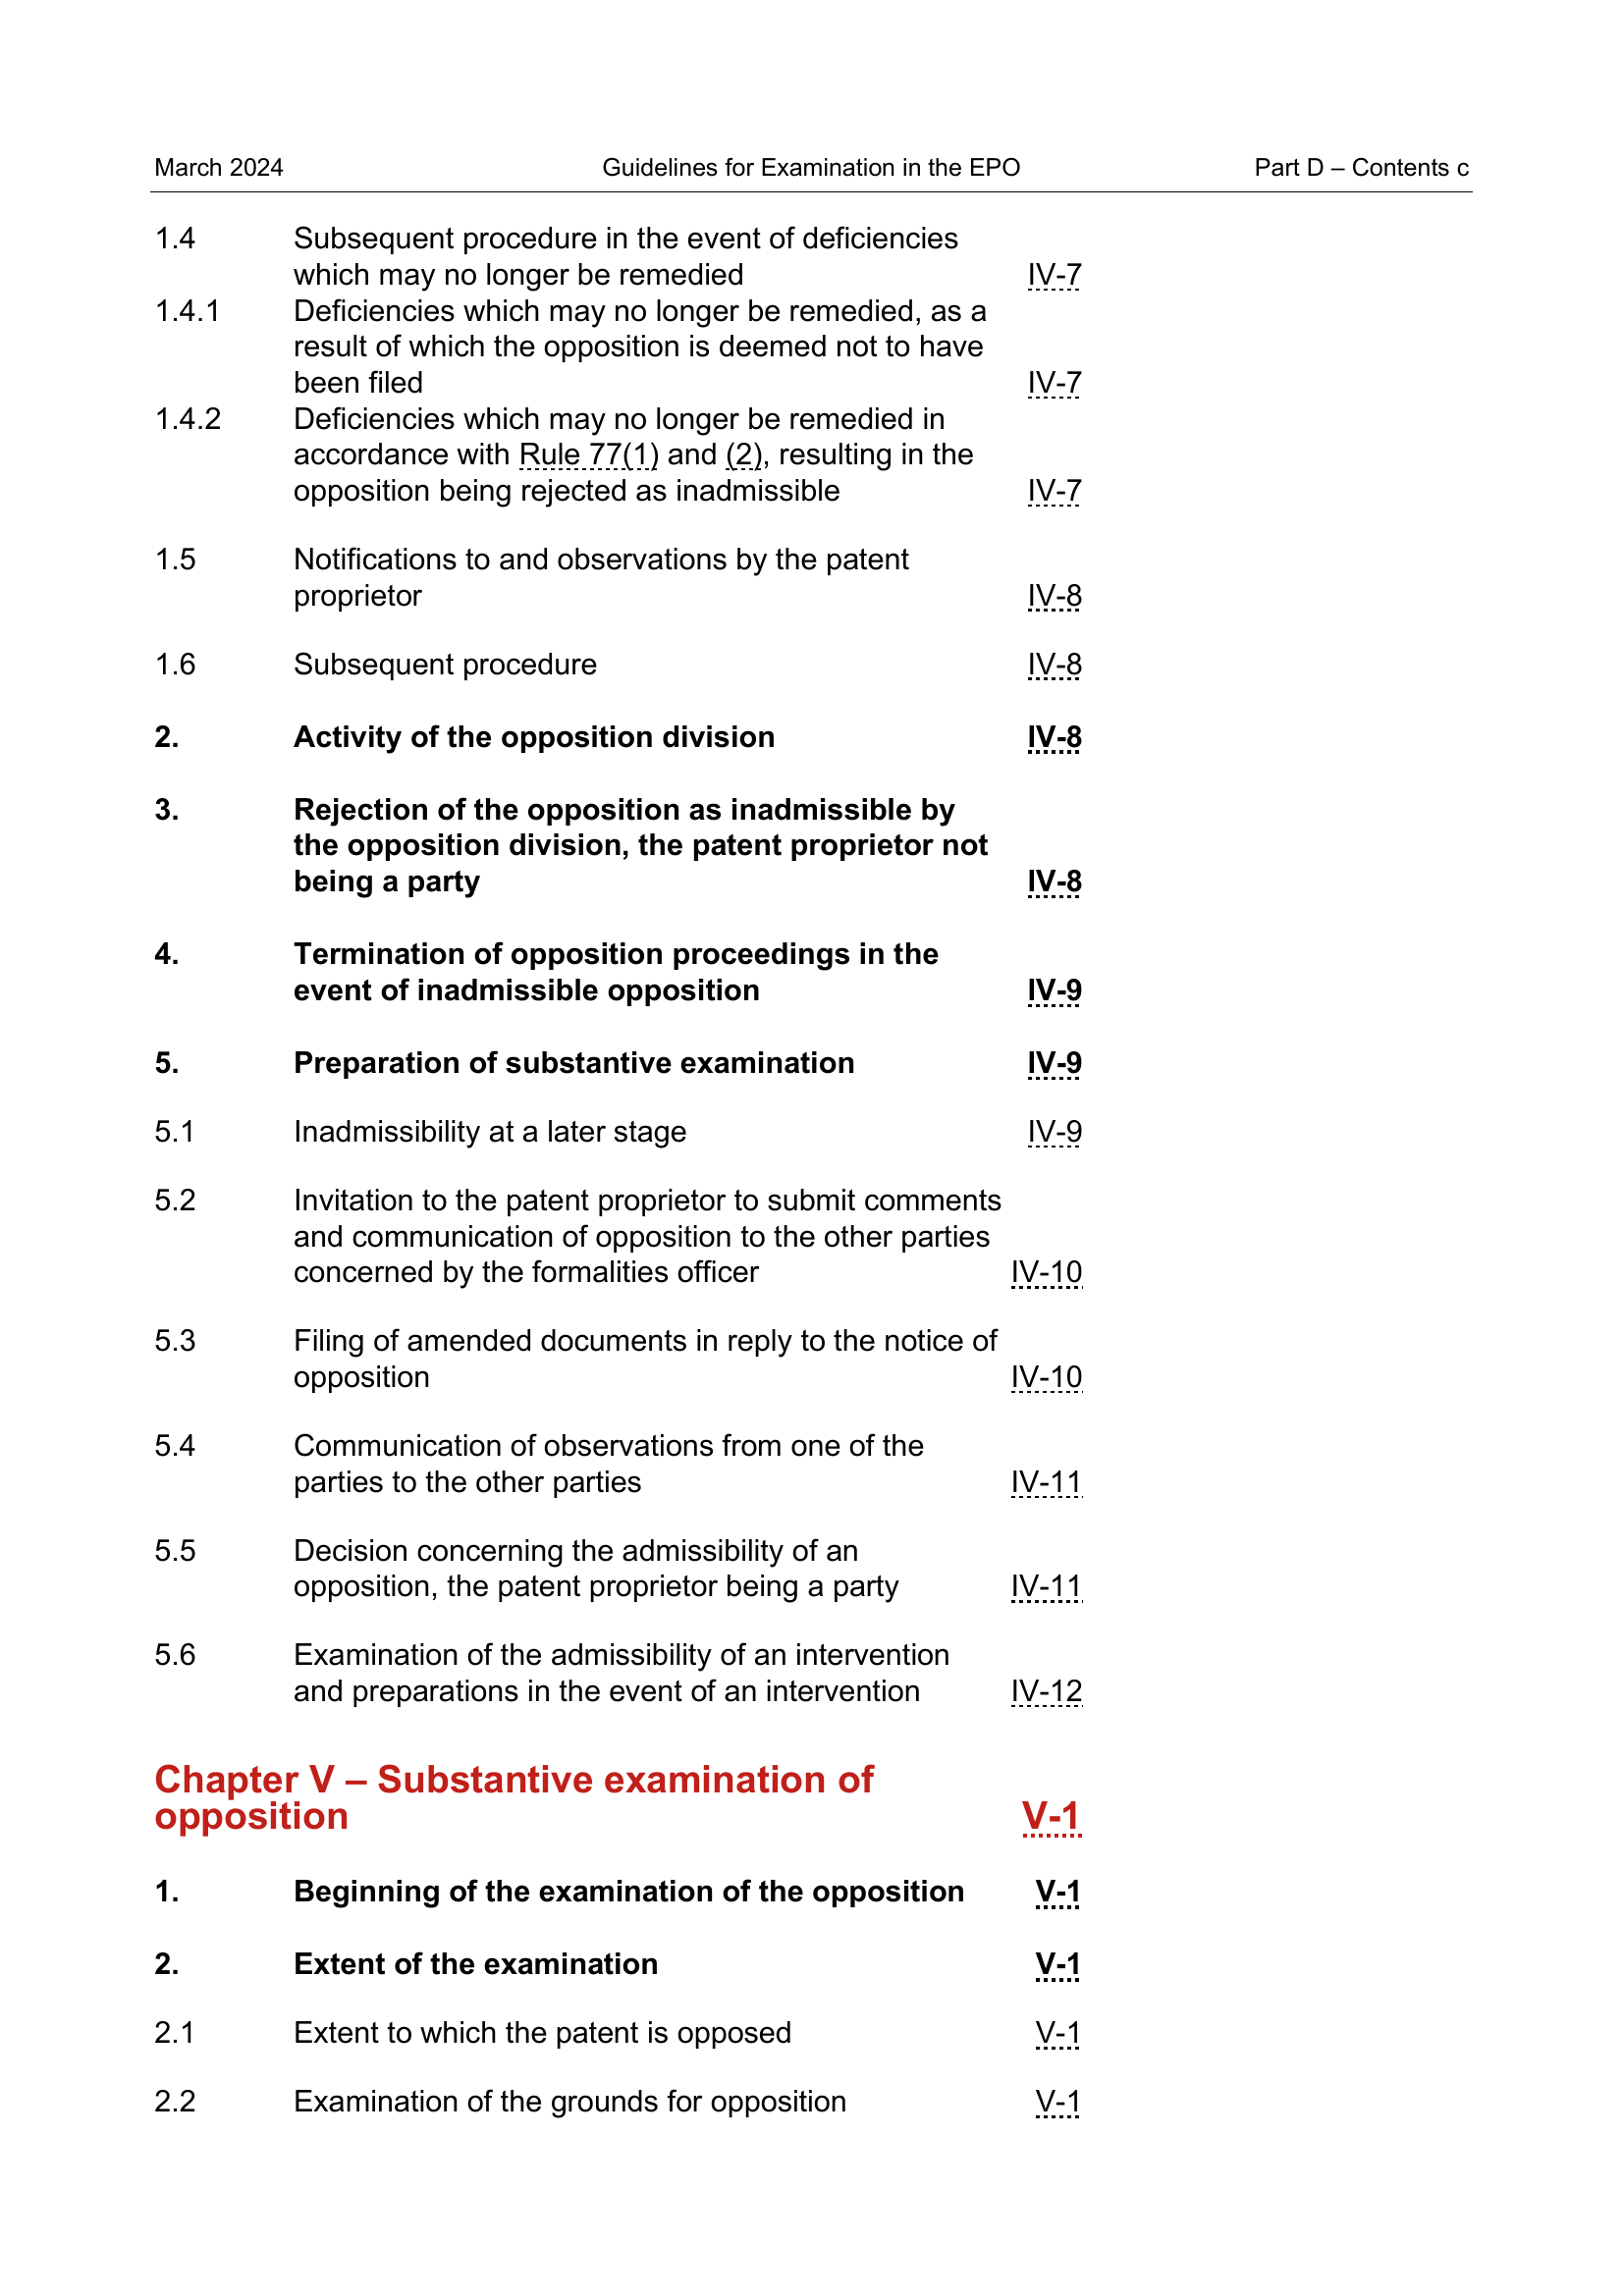 March 2024 Guidelines for Examination in the EPO Part D – Contents c
1.4 Subsequent procedure in the event of deficiencies
which may no longer be remedied IV-7
1.4.1 Deficiencies which may no longer be remedied, as a
result of which the opposition is deemed not to have
been filed IV-7
1.4.2 Deficiencies which may no longer be remedied in
accordance with Rule 77(1) and (2), resulting in the
opposition being rejected as inadmissible IV-7
1.5 Notifications to and observations by the patent
proprietor IV-8
1.6 Subsequent procedure IV-8
2. Activity of the opposition division IV-8
3. Rejection of the opposition as inadmissible by
the opposition division, the patent proprietor not
being a party IV-8
4. Termination of opposition proceedings in the
event of inadmissible opposition IV-9
5. Preparation of substantive examination IV-9
5.1 Inadmissibility at a later stage IV-9
5.2 Invitation to the patent proprietor to submit comments
and communication of opposition to the other parties
concerned by the formalities officer IV-10
5.3 Filing of amended documents in reply to the notice of
opposition IV-10
5.4 Communication of observations from one of the
parties to the other parties IV-11
5.5 Decision concerning the admissibility of an
opposition, the patent proprietor being a party IV-11
5.6 Examination of the admissibility of an intervention
and preparations in the event of an intervention IV-12
Chapter V – Substantive examination of
opposition V-1
1. Beginning of the examination of the opposition V-1
2. Extent of the examination V-1
2.1 Extent to which the patent is opposed V-1
2.2 Examination of the grounds for opposition V-1